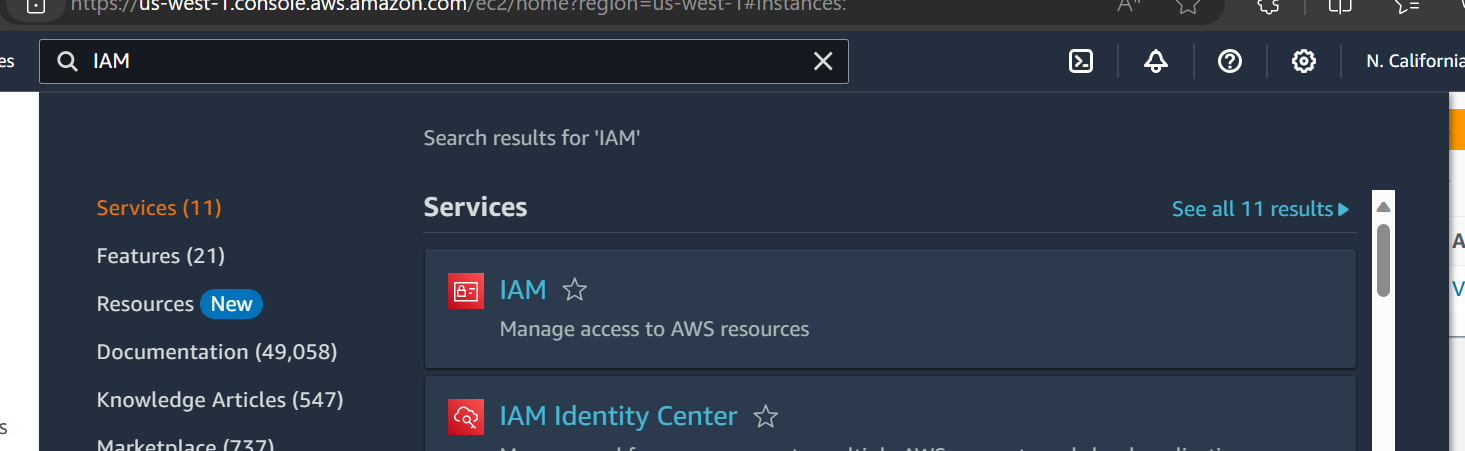 https://us-west-1.console.aws.amazon.com/ec2/home?region=us-west-1#Instances:
es
IAM
N. California
Search results for 'IAM'
Services (11)
Features (21)
Resources New
Documentation (49,058)
Knowledge Articles (547)
Marketplace (737)
s
Services
See all 11 results
IAM
Manage access to AWS resources
IAM Identity Center
A
V